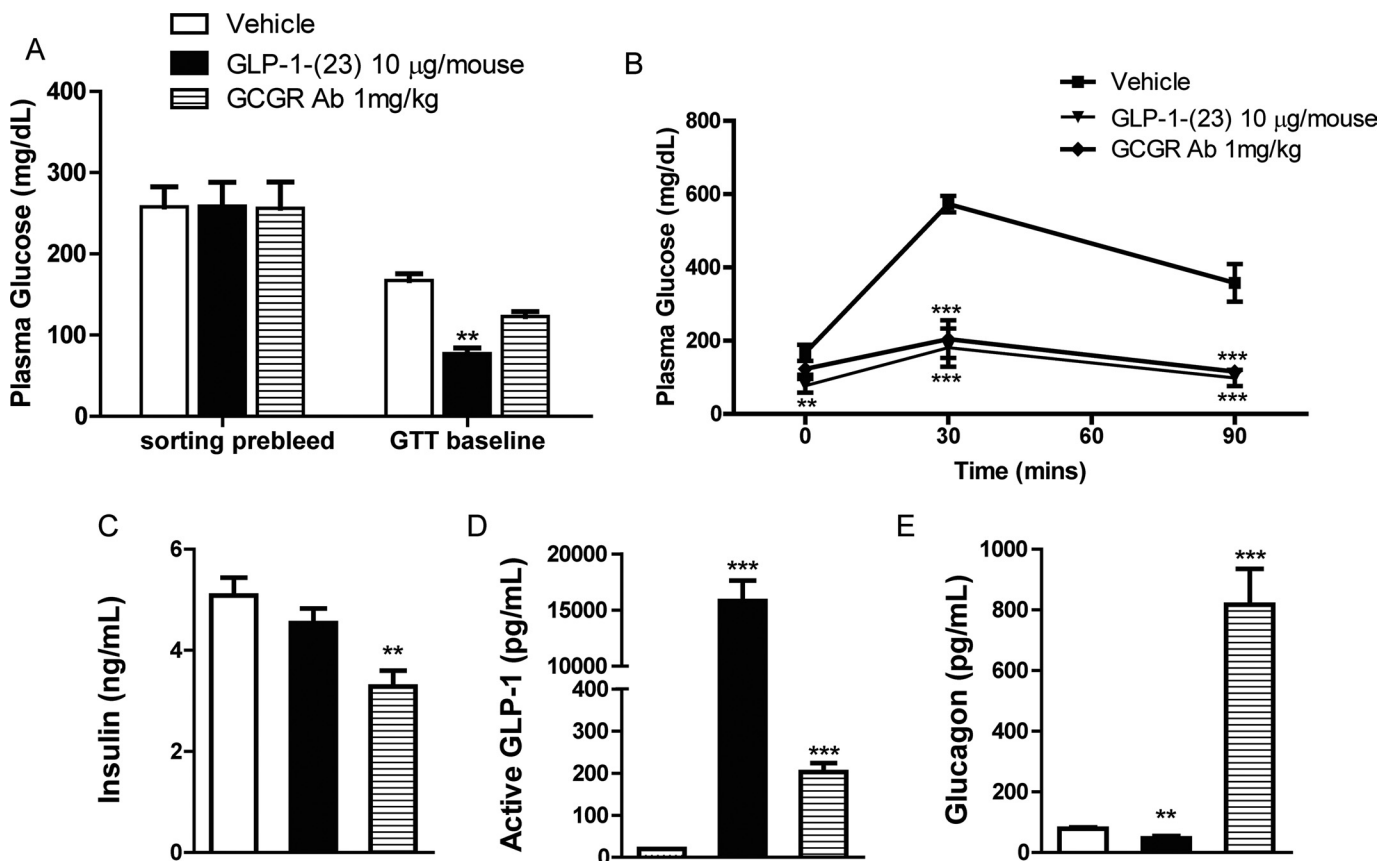 A
Vehicle
GLP-1-(23) 10 μg/mouse
GCGR Ab 1mg/kg
Plasma Glucose (mg/dL)
400
300
200
100
0
**
sorting prebleed
GTT baseline
B
Vehicle
GLP-1-(23) 10 μg/mouse
GCGR Ab 1mg/kg
Plasma Glucose (mg/dL)
800
600
400
200
0
**
***
***
***
***
0
30
60
90
Time (mins)
C
Insulin (ng/mL)
6
4
2
0
**
D
Active GLP-1 (pg/mL)
20000
15000
10000
400
300
200
100
0
***
***
E
Glucagon (pg/mL)
1000
800
600
400
200
0
**
***